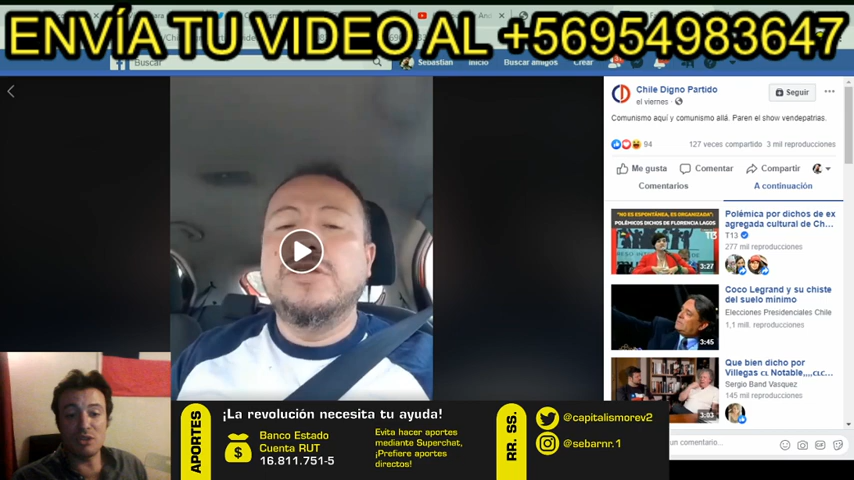 ENVÍA TU VIDEO AL +56954983647
Buscar
Sebastian
Inicio
Buscar amigos
Crear
Chile Digno Partido
el viernes
Seguir
Comunismo aquí y comunismo allá. Paren el show vendepatrias.
94
127 veces compartido 3 mil reproducciones
Me gusta
Comentar
Compartir
Comentarios
A continuación
"NO ES ESPONTÁNEA, ES ORGANIZADA":
POLÉMICOS DICHOS DE FLORENCIA LAGOS
T13
3:27
Polémica por dichos de ex
agregada cultural de Ch...
T13
277 mil reproducciones
3:45
Coco Legrand y su chiste
del suelo mínimo
Elecciones Presidenciales Chile
1,1 mill. reproducciones
3:03
Que bien dicho por
Villegas 🇨🇱 Notable,,,,🇨🇱...
Sergio Band Vasquez
145 mil reproducciones
un comentario...
APORTES
¡La revolución necesita tu ayuda!
Banco Estado
Cuenta RUT
16.811.751-5
Evita hacer aportes
mediante Superchat,
¡Prefiere aportes
directos!
RR. SS.
@capitalismorev2
@sebarnr.1